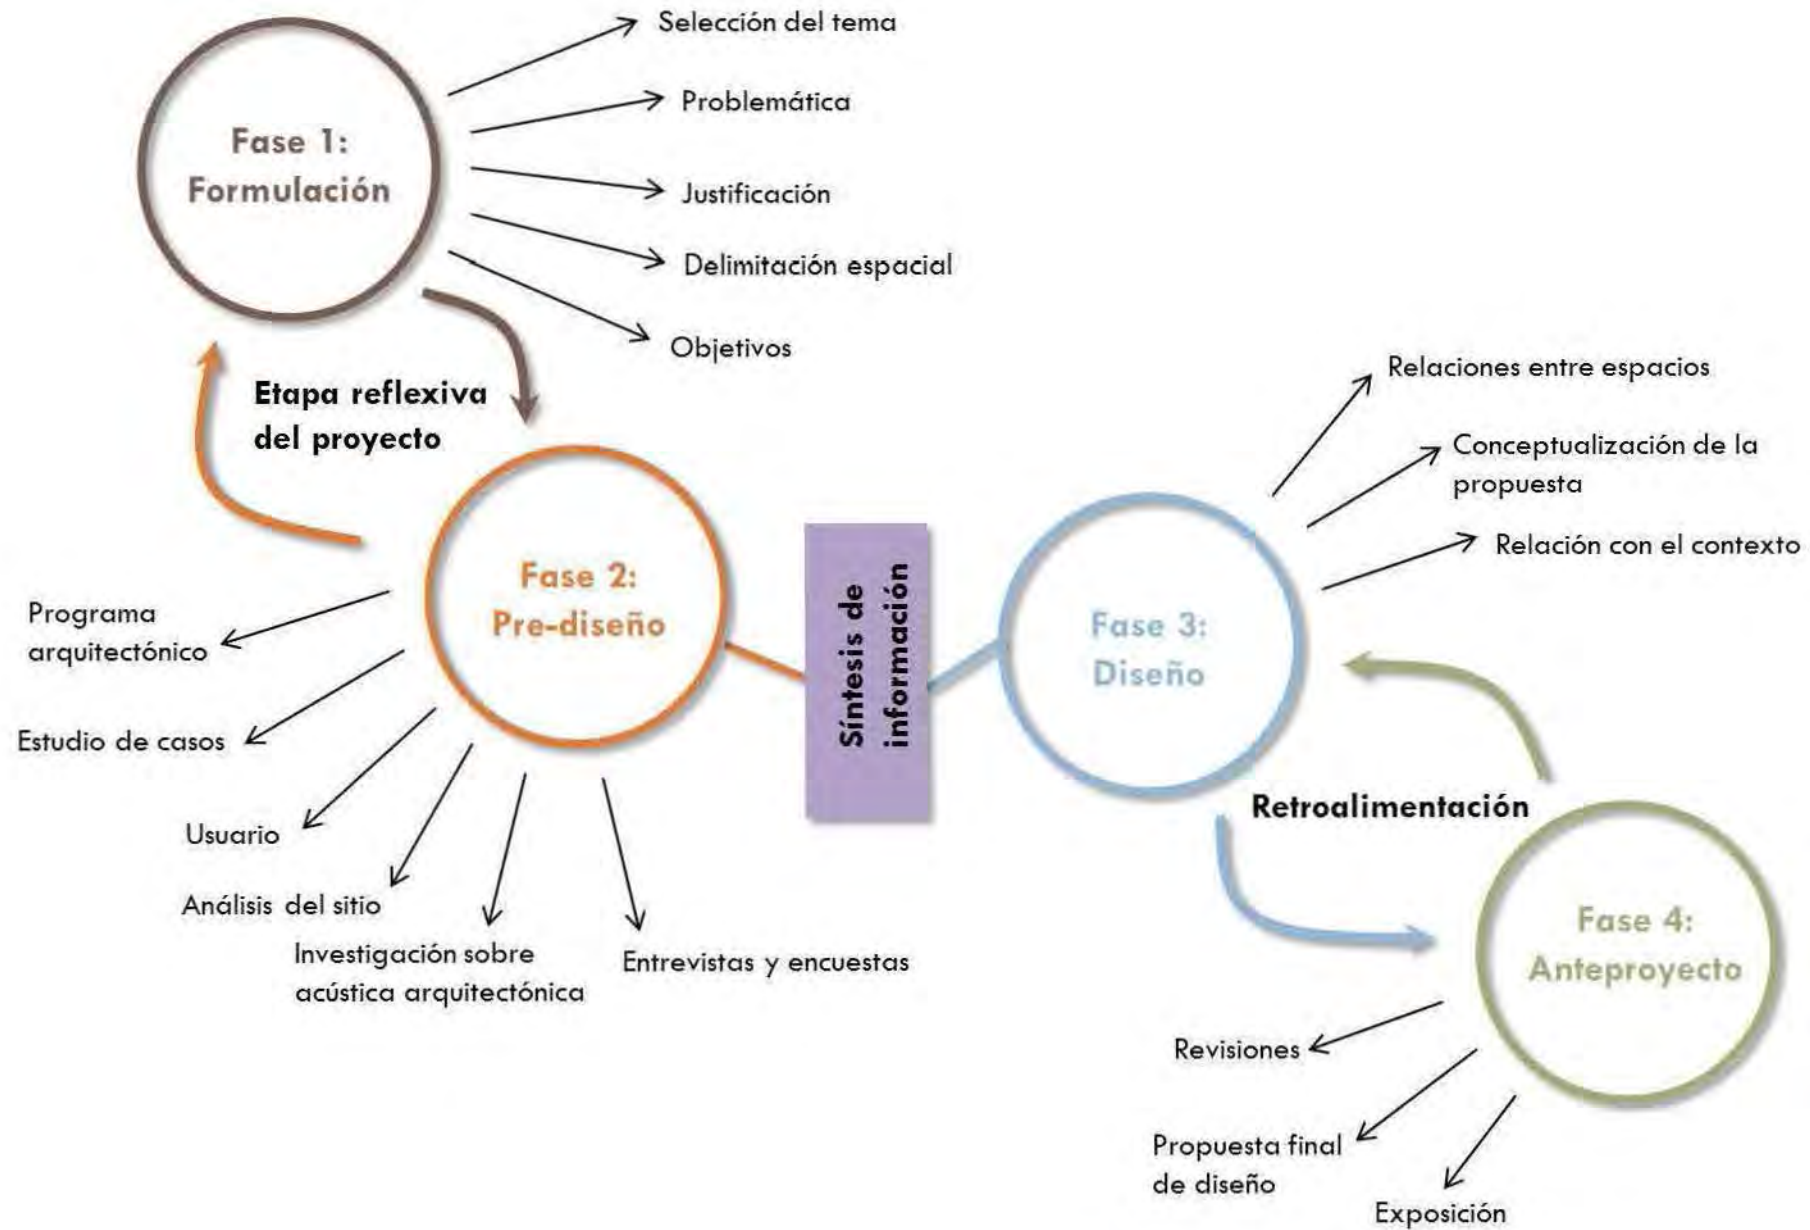 Fase 1:
Formulación
Selección del tema
Problemática
Justificación
Delimitación espacial
Objetivos
Etapa reflexiva
del proyecto
Fase 2:
Pre-diseño
Programa
arquitectónico
Estudio de casos
Usuario
Análisis del sitio
Investigación sobre
acústica arquitectónica
Entrevistas y encuestas
Síntesis de
información
Fase 3:
Diseño
Relaciones entre espacios
Conceptualización de la
propuesta
Relación con el contexto
Retroalimentación
Fase 4:
Anteproyecto
Revisiones
Propuesta final
de diseño
Exposición